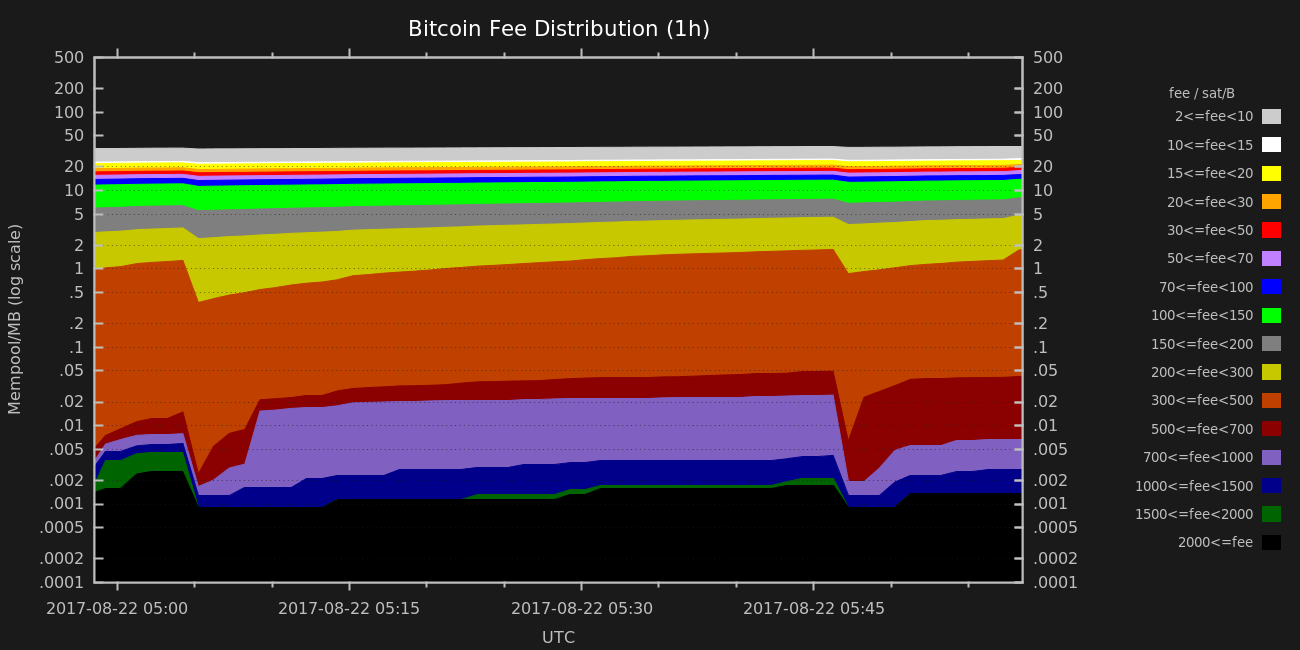 Bitcoin Fee Distribution (1h)
500 500
200 200
100 100
50 50
20 20
10 10
5 5
2 2
1 1
.5 .5
.2 .2
.1 .1
.05 .05
.02 .02
.01 .01
.005 .005
.002 .002
.001 .001
.0005 .0005
.0002 .0002
.0001 .0001
Mempool/MB (log scale)
2017-08-22 05:00 2017-08-22 05:15 2017-08-22 05:30 2017-08-22 05:45
UTC
fee / sat/B
2<=fee<10
10<=fee<15
15<=fee<20
20<=fee<30
30<=fee<50
50<=fee<70
70<=fee<100
100<=fee<150
150<=fee<200
200<=fee<300
300<=fee<500
500<=fee<700
700<=fee<1000
1000<=fee<1500
1500<=fee<2000
2000<=fee